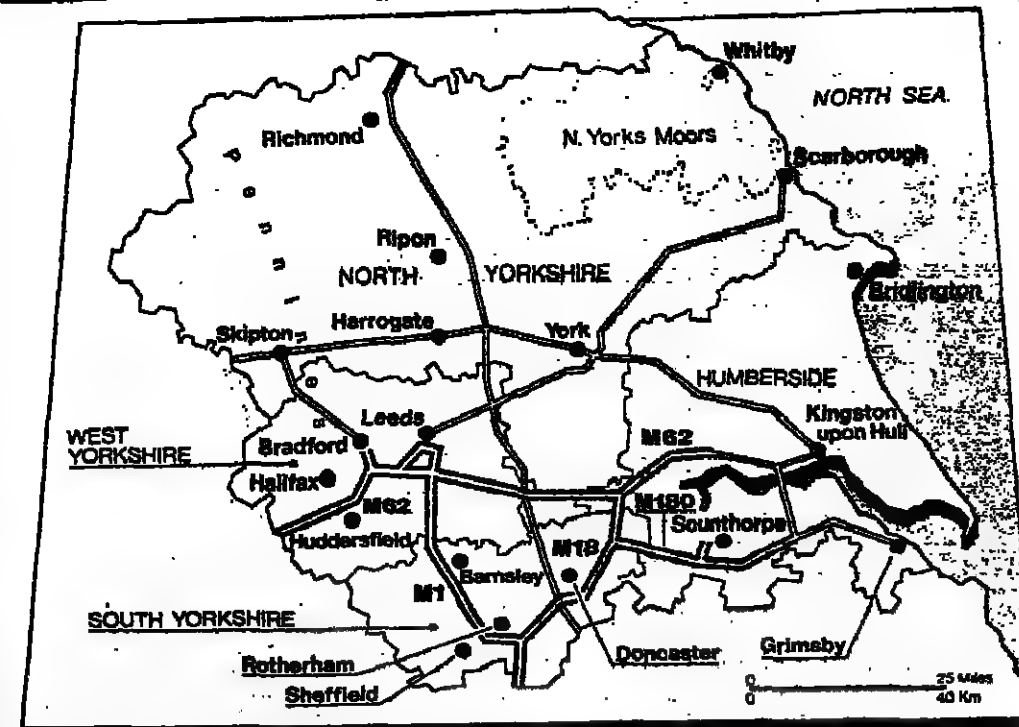 Whitby
NORTH SEA.
Richmond
N. Yorks Moors
Scarborough
Pennines
Ripon
NORTH YORKSHIRE
Bridlington
Skipton
Harrogate
York
HUMBERSIDE
Leeds
Kingston
upon Hull
WEST
YORKSHIRE
Bradford
M62
Halifax
M180
M62
Scunthorpe
Huddersfield
M18
Barnsley
M1
SOUTH YORKSHIRE
Rotherham
Doncaster
Grimsby
Sheffield
0 25 Miles
0 40 Km